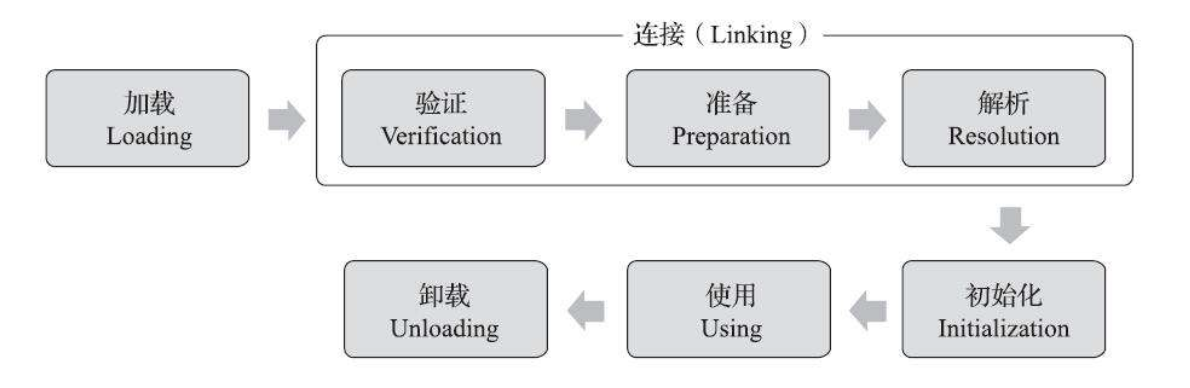 连接（Linking）
加载
Loading
验证
Verification
准备
Preparation
解析
Resolution
卸载
Unloading
使用
Using
初始化
Initialization